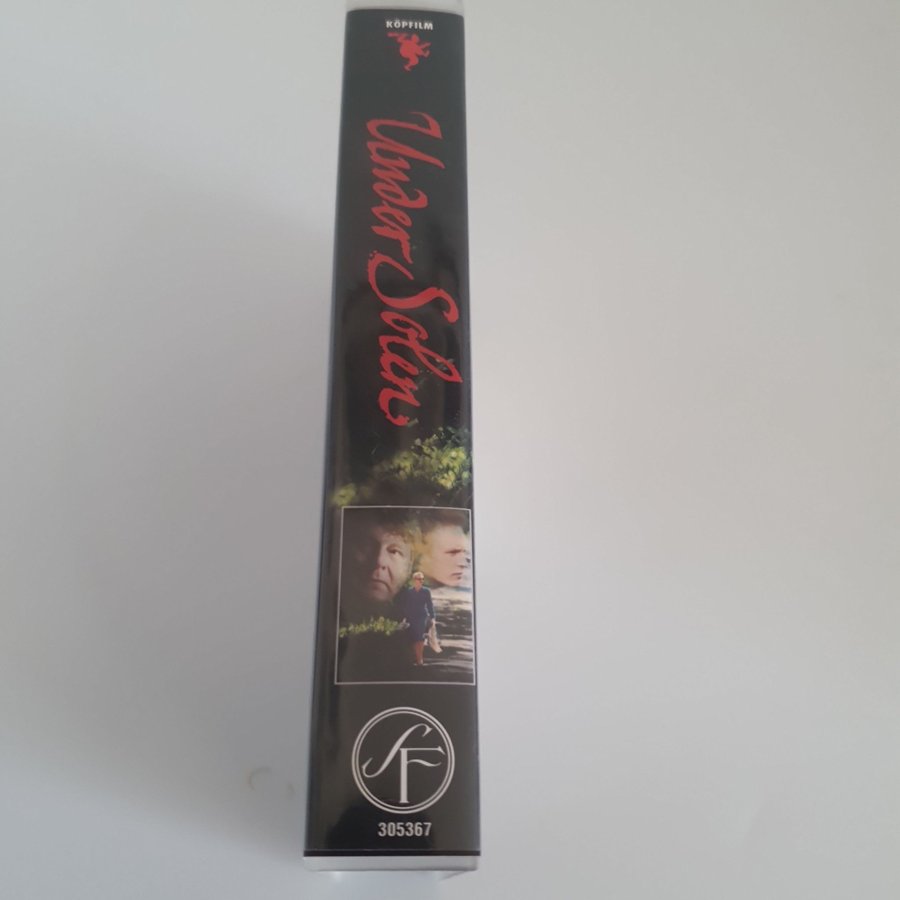 KÖPFILM
Under Solen
SF
305367